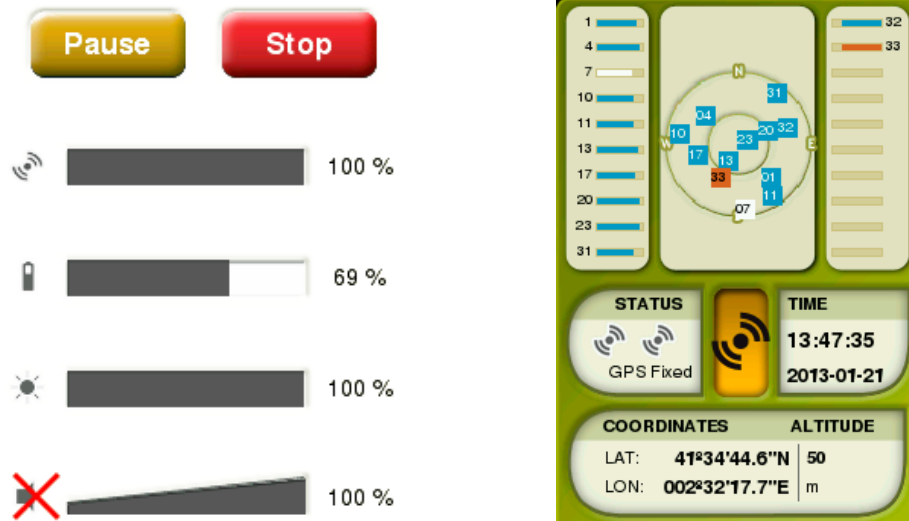 Pause Stop
100 %
69 %
100 %
100 %
1
4
7
10
11
13
17
20
23
31
N
31
04
10
20 32
23
W
E
17
13
33
01
11
07
32
33
STATUS
GPS Fixed
TIME
13:47:35
2013-01-21
COORDINATES ALTITUDE
LAT: 41º34'44.6"N 50
LON: 002º32'17.7"E m